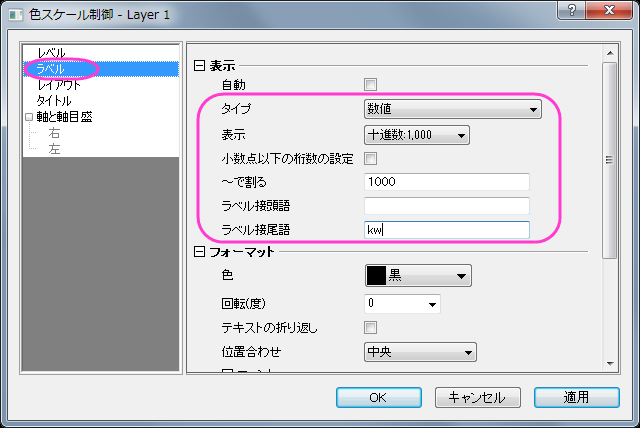 色スケール制御 - Layer 1
レベル
ラベル
レイアウト
タイトル
軸と軸目盛
右
左
表示
自動
タイプ 数値
表示 十進数:1,000
小数点以下の桁数の設定
～で割る 1000
ラベル接頭語
ラベル接尾語 kw
フォーマット
色 黒
回転(度) 0
テキストの折り返し
位置合わせ 中央
OK キャンセル 適用